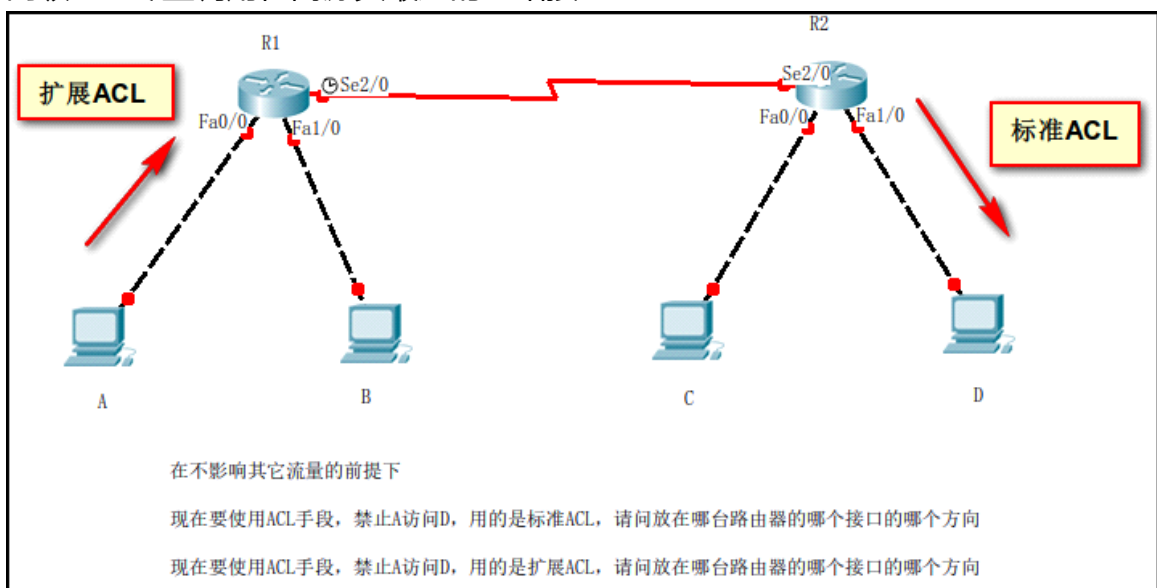 R1
R2
扩展ACL
Se2/0
Se2/0
Fa0/0
Fa1/0
Fa0/0
Fa1/0
标准ACL
A
B
C
D
在不影响其它流量的前提下
现在要使用ACL手段，禁止A访问D，用的是标准ACL，请问放在哪台路由器的哪个接口的哪个方向
现在要使用ACL手段，禁止A访问D，用的是扩展ACL，请问放在哪台路由器的哪个接口的哪个方向